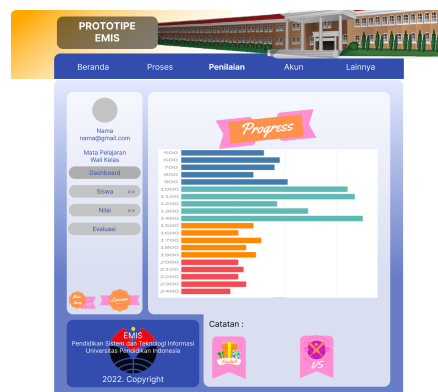 PROTOTIPE
EMIS
Beranda Proses Penilaian Akun Lainnya
Nama
nama@gmail.com
Mata Pelajaran
Wali Kelas
Dashboard
Siswa >>
Nilai >>
Evaluasi
Progress
500
600
700
800
900
1000
1100
1200
1300
1400
1500
1600
1700
1800
1900
2000
2100
2200
2300
2400
EMIS
Pendidikan Sistem dan Teknologi Informasi
Universitas Pendidikan Indonesia
2022. Copyright
Catatan :
VS